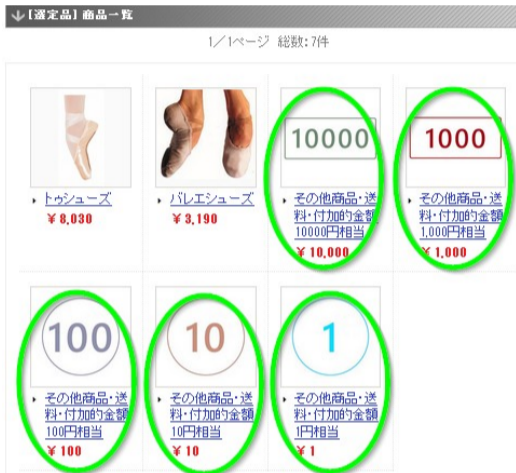 【選定品】商品一覧
1／1ページ 総数:7件
10000
1000
トゥシューズ
￥8,030
バレエシューズ
￥3,190
その他商品・送
料・付加的金額
10000円相当
￥10,000
その他商品・送
料・付加的金額
1,000円相当
￥1,000
100
10
1
その他商品・送
料・付加的金額
100円相当
￥100
その他商品・送
料・付加的金額
10円相当
￥10
その他商品・送
料・付加的金額
1円相当
￥1